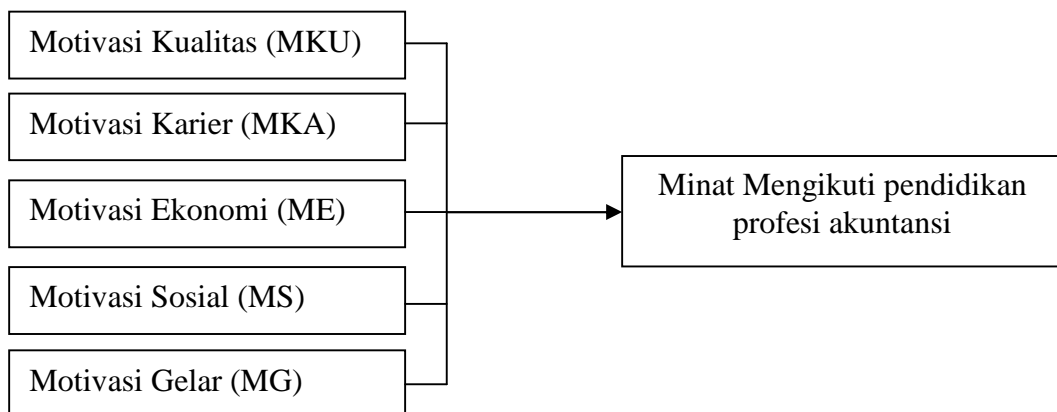 Motivasi Kualitas (MKU)
Motivasi Karier (MKA)
Motivasi Ekonomi (ME)
Motivasi Sosial (MS)
Motivasi Gelar (MG)
Minat Mengikuti pendidikan
profesi akuntansi